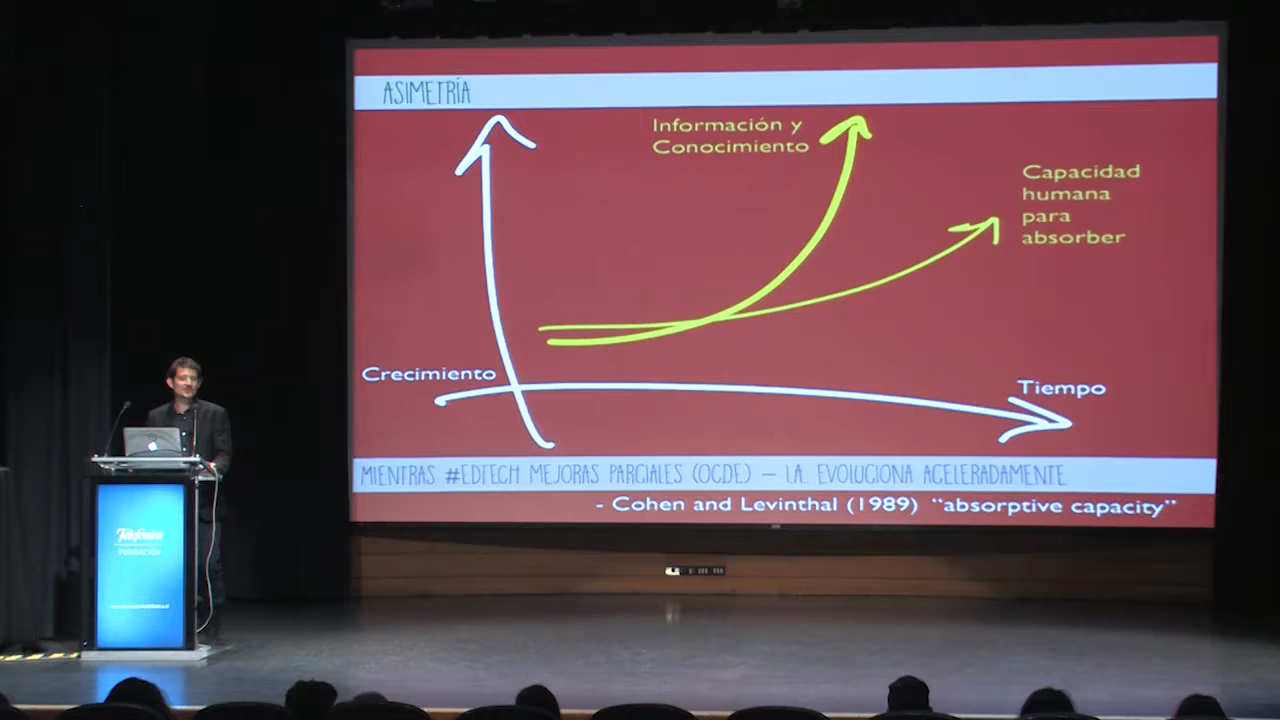 ASIMETRÍA
Información y
Conocimiento
Capacidad
humana
para
absorber
Crecimiento
Tiempo
MIENTRAS #EDTECH MEJORAS PARCIALES (OCDE) – I.A. EVOLUCIONA ACELERADAMENTE
- Cohen and Levinthal (1989) “absorptive capacity”
Telefónica
FUNDACIÓN